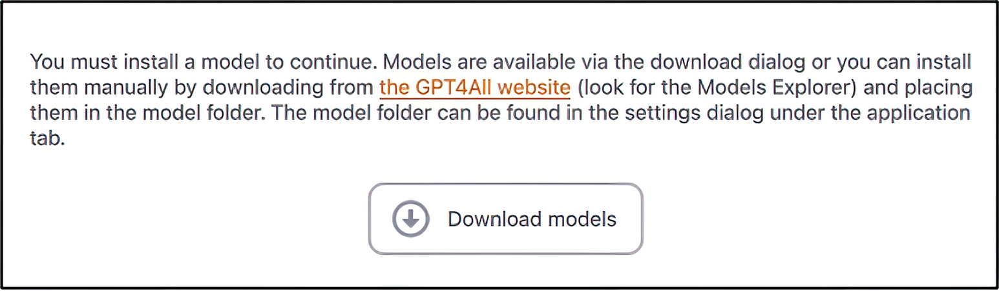 You must install a model to continue. Models are available via the download dialog or you can install
them manually by downloading from the GPT4All website (look for the Models Explorer) and placing
them in the model folder. The model folder can be found in the settings dialog under the application
tab.
Download models